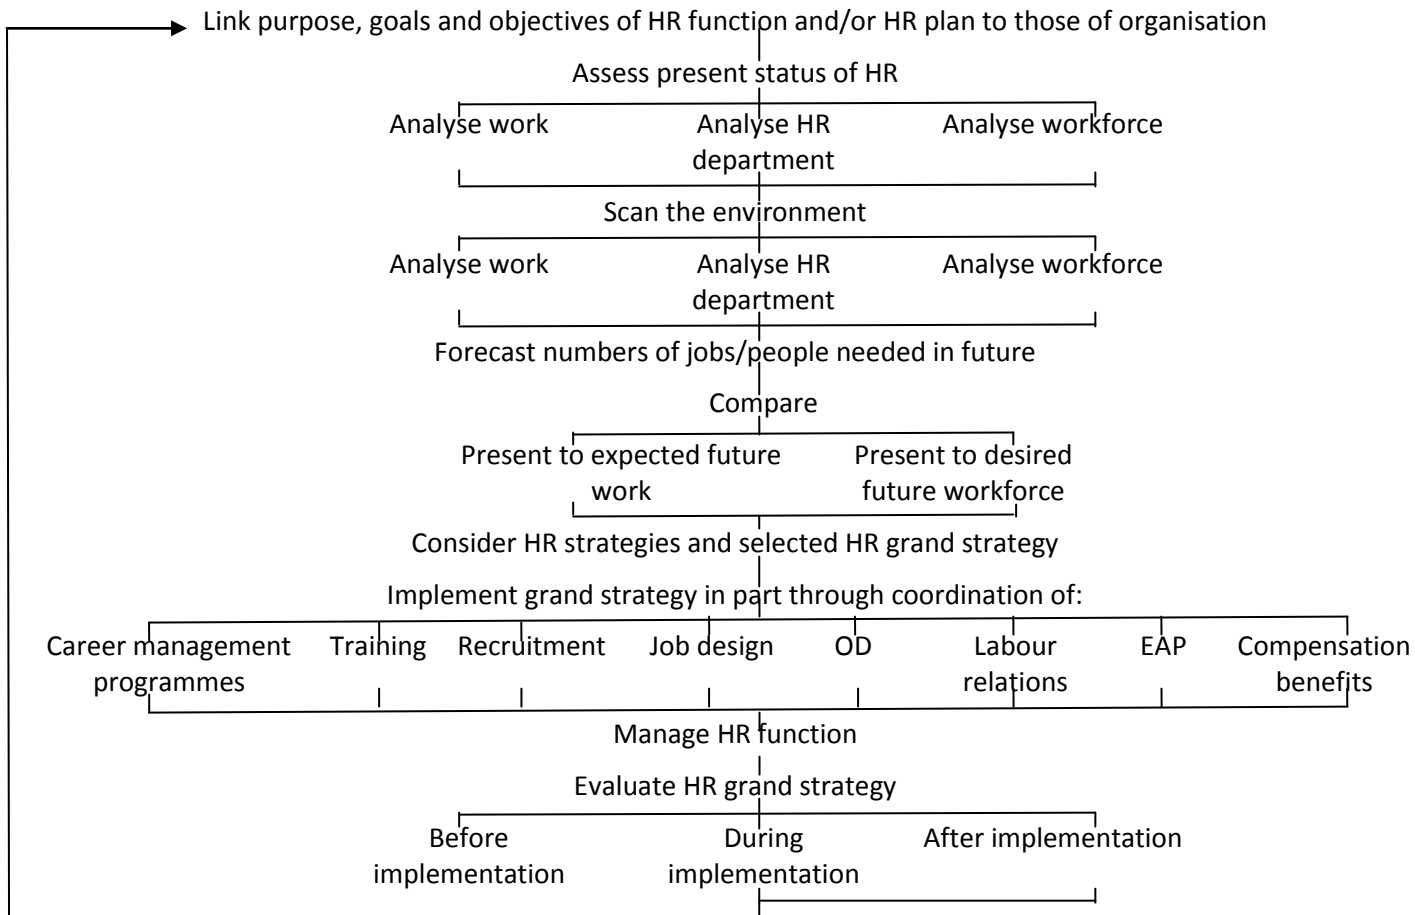 Link purpose, goals and objectives of HR function and/or HR plan to those of organisation
Assess present status of HR
Analyse work
Analyse HR
department
Analyse workforce
Scan the environment
Analyse work
Analyse HR
department
Analyse workforce
Forecast numbers of jobs/people needed in future
Compare
Present to expected future
work
Present to desired
future workforce
Consider HR strategies and selected HR grand strategy
Implement grand strategy in part through coordination of:
Career management
programmes
Training
Recruitment
Job design
OD
Labour
relations
EAP
Compensation
benefits
Manage HR function
Evaluate HR grand strategy
Before
implementation
During
implementation
After implementation